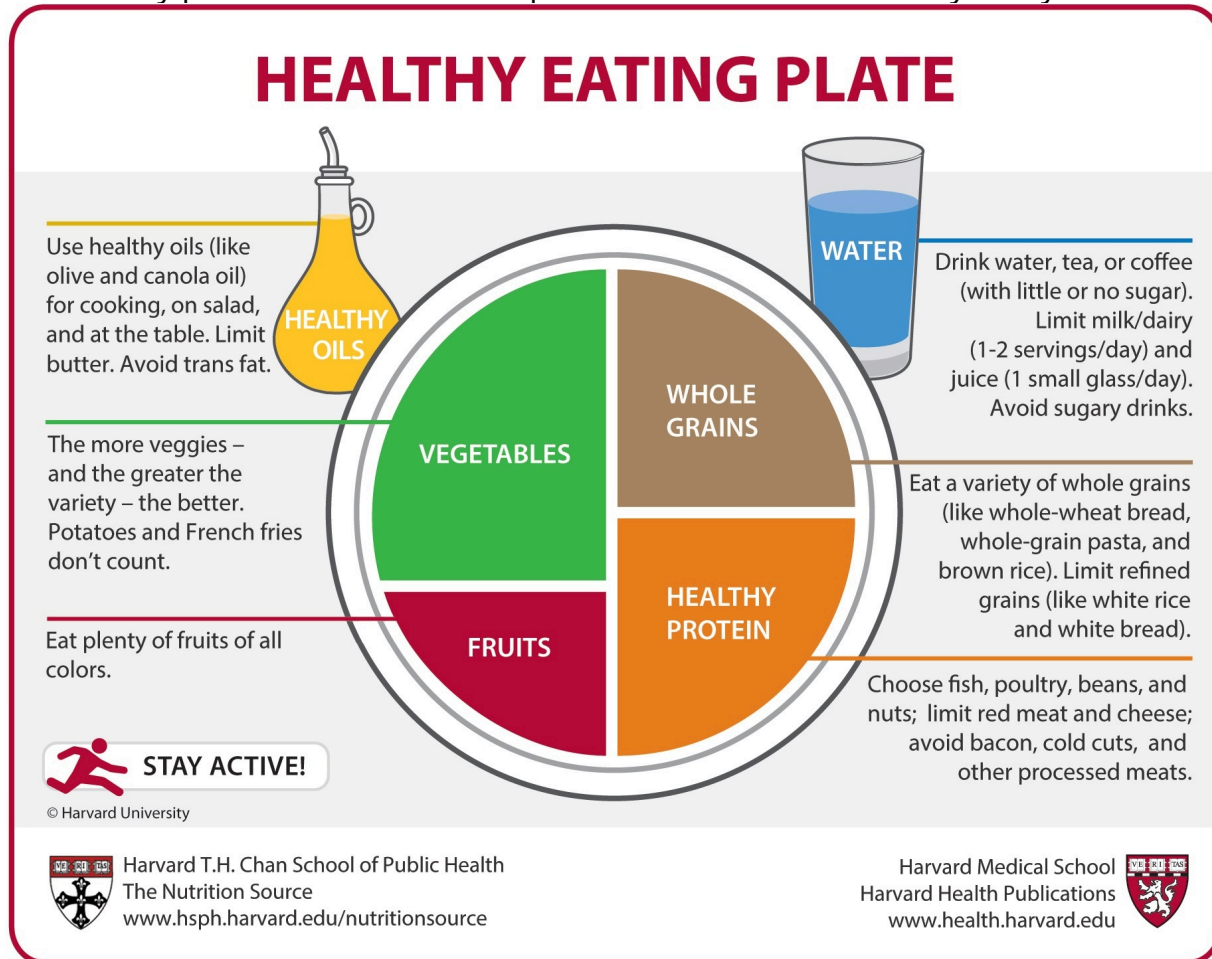 HEALTHY EATING PLATE
Use healthy oils (like
olive and canola oil)
for cooking, on salad,
and at the table. Limit
butter. Avoid trans fat.
HEALTHY
OILS
The more veggies –
and the greater the
variety – the better.
Potatoes and French fries
don’t count.
Eat plenty of fruits of all
colors.
VEGETABLES
FRUITS
WHOLE
GRAINS
HEALTHY
PROTEIN
WATER
Drink water, tea, or coffee
(with little or no sugar).
Limit milk/dairy
(1-2 servings/day) and
juice (1 small glass/day).
Avoid sugary drinks.
Eat a variety of whole grains
(like whole-wheat bread,
whole-grain pasta, and
brown rice). Limit refined
grains (like white rice
and white bread).
Choose fish, poultry, beans, and
nuts; limit red meat and cheese;
avoid bacon, cold cuts, and
other processed meats.
STAY ACTIVE!
© Harvard University
VE RI TAS
Harvard T.H. Chan School of Public Health
The Nutrition Source
www.hsph.harvard.edu/nutritionsource
Harvard Medical School
Harvard Health Publications
www.health.harvard.edu
VE RI TAS